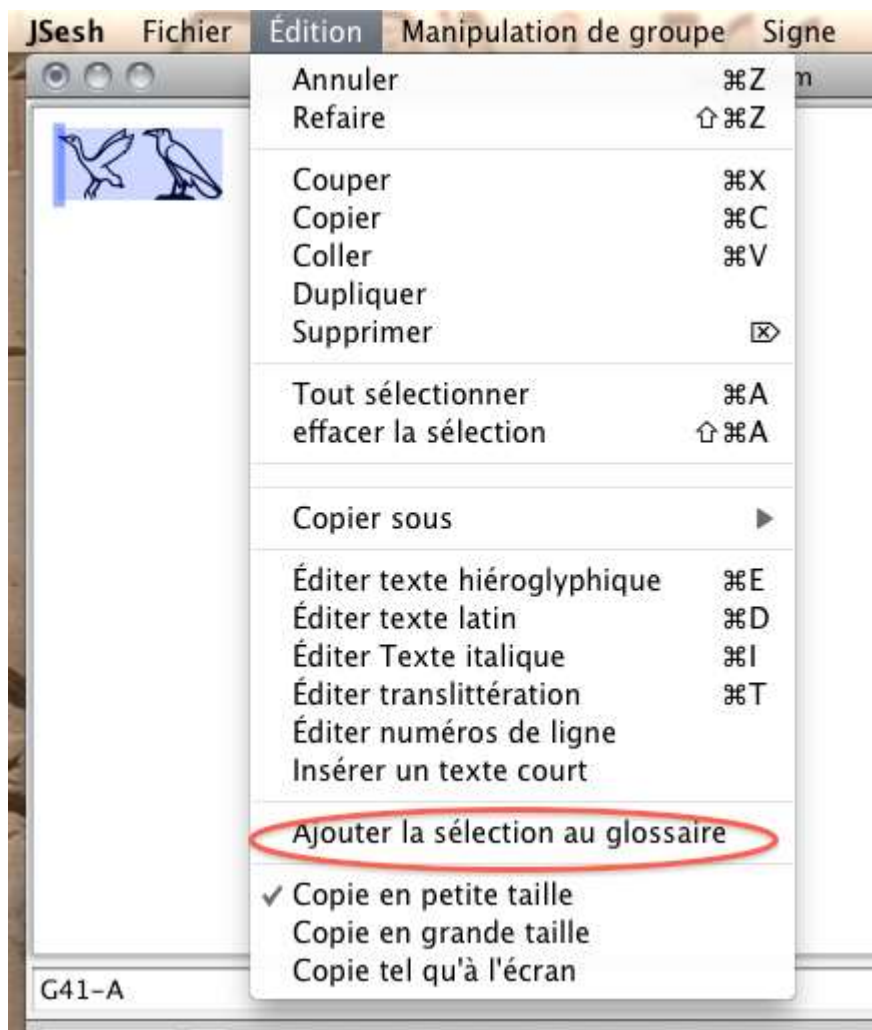 JSesh Fichier Édition Manipulation de groupe Signe
m
Annuler ⌘Z
Refaire ⇧⌘Z
Couper ⌘X
Copier ⌘C
Coller ⌘V
Dupliquer
Supprimer ⌦
Tout sélectionner ⌘A
effacer la sélection ⇧⌘A
Copier sous ▶
Éditer texte hiéroglyphique ⌘E
Éditer texte latin ⌘D
Éditer Texte italique ⌘I
Éditer translittération ⌘T
Éditer numéros de ligne
Insérer un texte court
Ajouter la sélection au glossaire
✓ Copie en petite taille
Copie en grande taille
Copie tel qu'à l'écran
G41-A